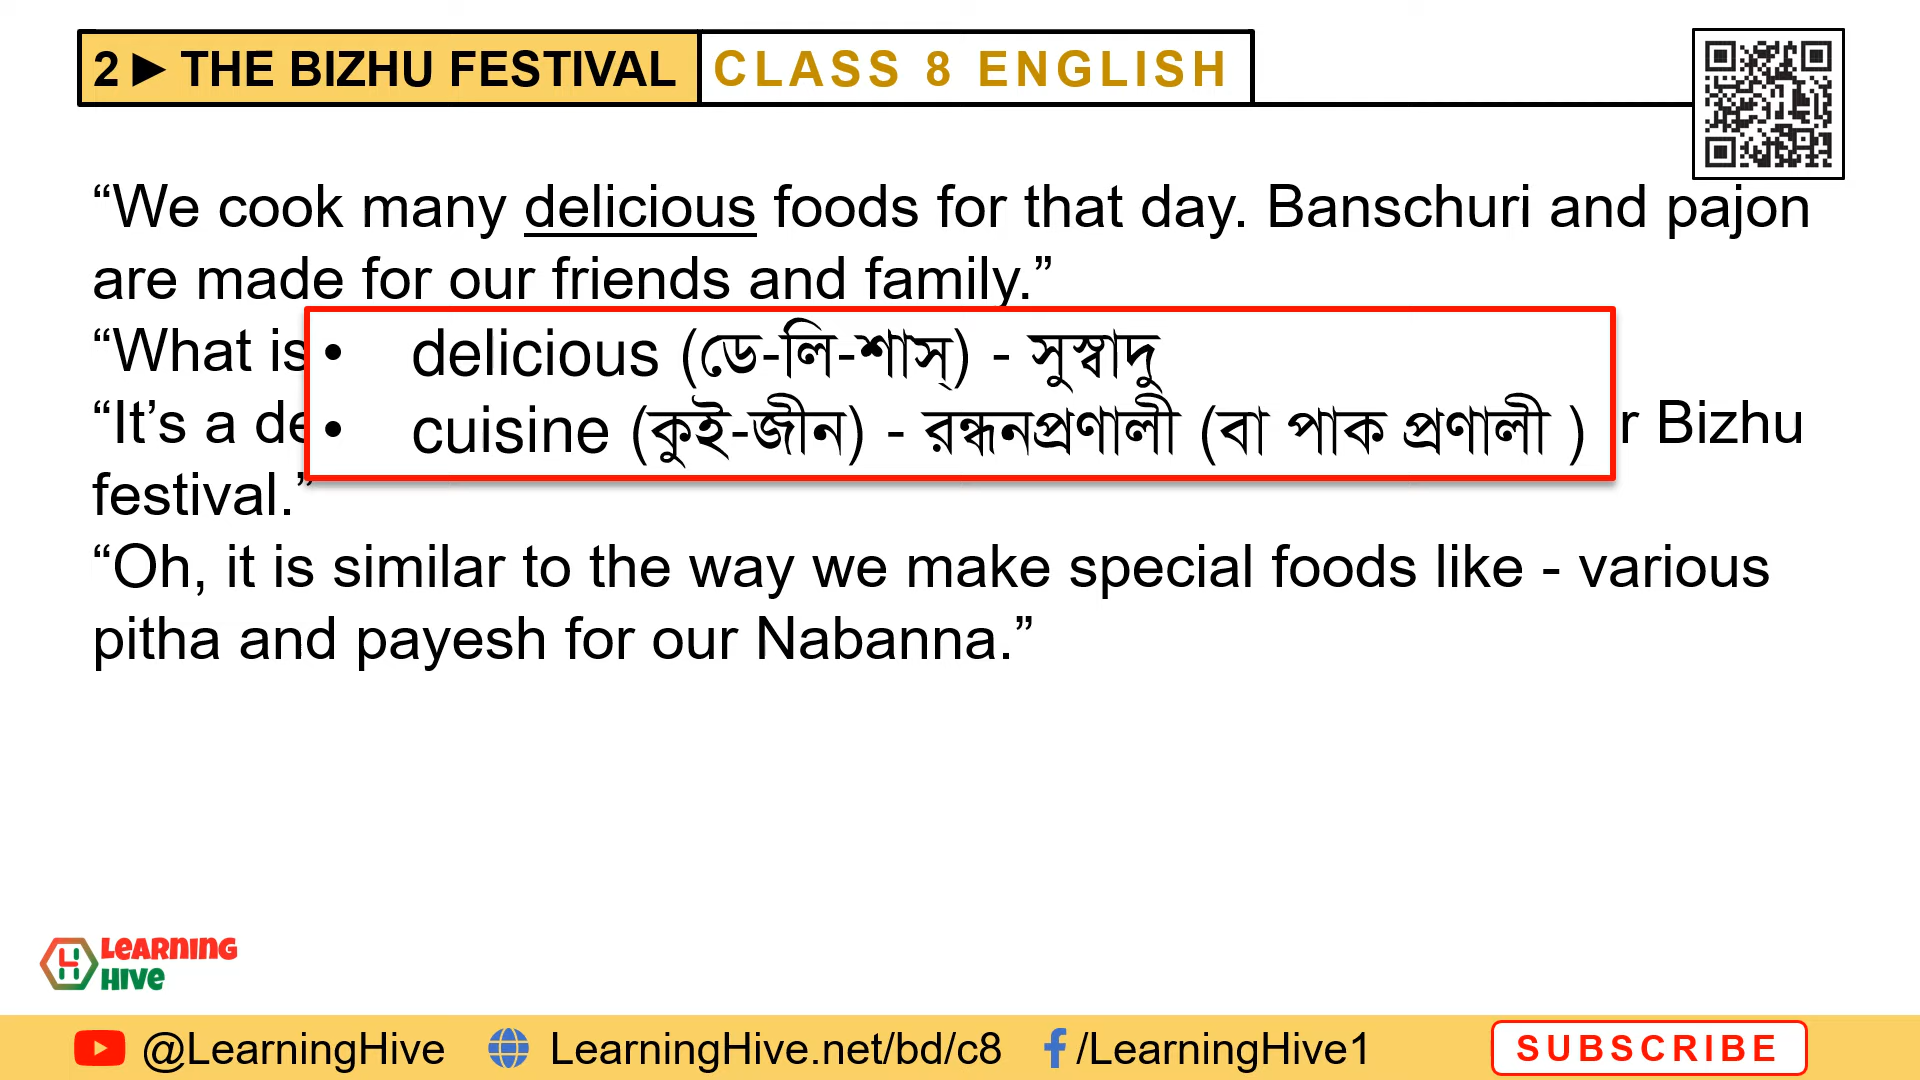 2 ► THE BIZHU FESTIVAL CLASS 8 ENGLISH
“We cook many delicious foods for that day. Banschuri and pajon
are made for our friends and family.”
“What is
• delicious (ডে-লি-শাস্) - সুস্বাদু
“It’s a de
• cuisine (কুই-জীন) - রন্ধনপ্রণালী (বা পাক প্রণালী )
r Bizhu
festival.”
“Oh, it is similar to the way we make special foods like - various
pitha and payesh for our Nabanna.”
LEARNING
HIVE
@LearningHive LearningHive.net/bd/c8 /LearningHive1 SUBSCRIBE